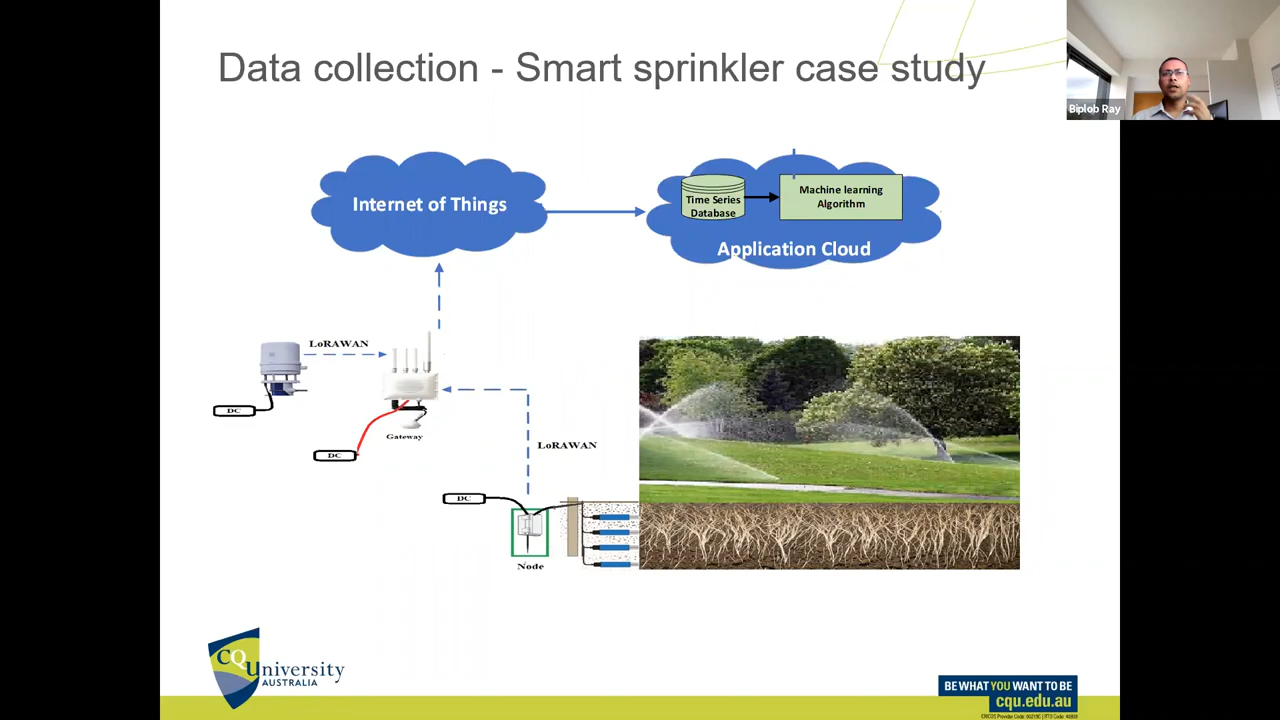 Data collection - Smart sprinkler case study
Biplob Ray
Internet of Things
Time Series
Database
Machine learning
Algorithm
Application Cloud
LoRAWAN
DC
Gateway
DC
LoRAWAN
DC
Node
CQUniversity
AUSTRALIA
BE WHAT YOU WANT TO BE
cqu.edu.au